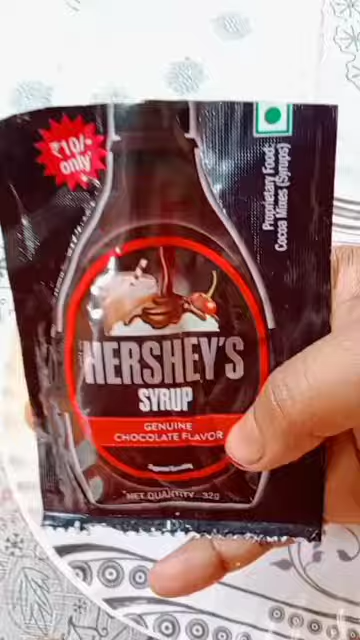 ₹10/-
only*
Proprietary Food:
Cocoa Mixes (Syrups)
HERSHEY'S
SYRUP
GENUINE
CHOCOLATE FLAVOR
NET QUANTITY : 32g